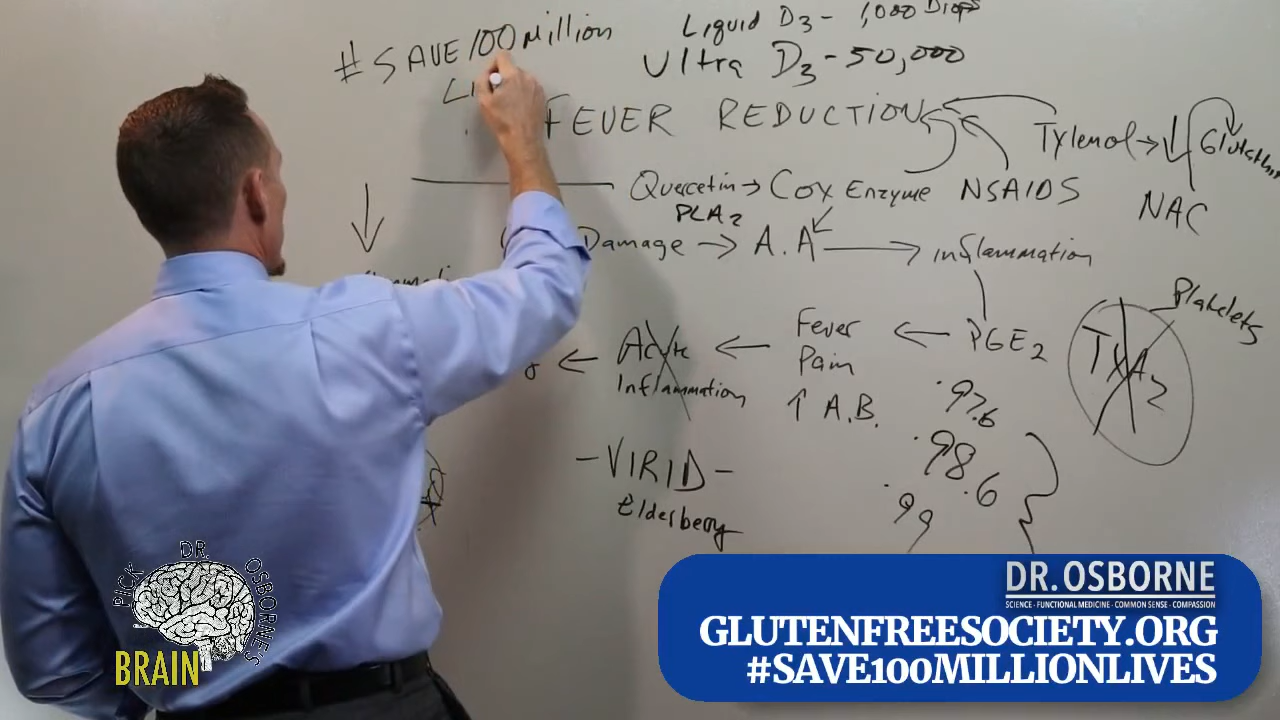 # SAVE 100 Million
Liquid D3 - 1,000 Drops
Ultra D3 - 50,000
FEVER REDUCTION
Tylenol → ↓ Glutathion
NAC
Quercetin → Cox Enzyme NSAIDS
PLA2
Damage → A.A → inflammation
Platelets
Fever
Pain
↑ A.B.
← PGE2
TXA2
← Acute ←
Inflammation
97.6
98.6
99
-VIRID-
Elderberry
PICK DR. OSBORNE'S
BRAIN
DR. OSBORNE
SCIENCE - FUNCTIONAL MEDICINE - COMMON SENSE - COMPASSION
GLUTENFREESOCIETY.ORG
#SAVE100MILLIONLIVES